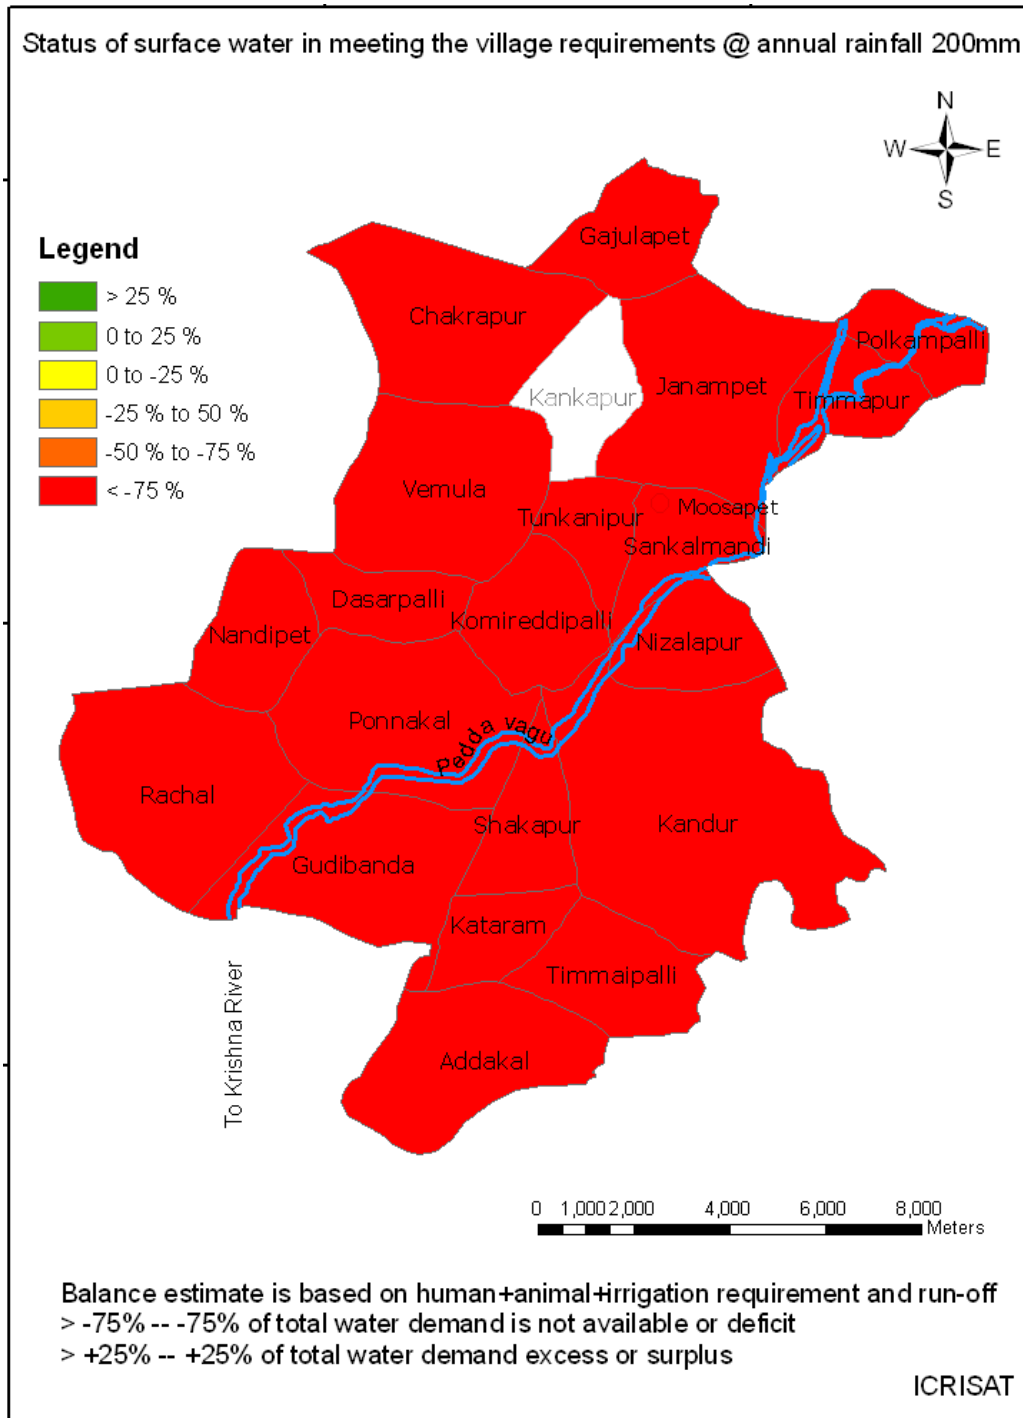 Status of surface water in meeting the village requirements @ annual rainfall 200mm
N
W
E
S
Legend
> 25 %
0 to 25 %
0 to -25 %
-25 % to 50 %
-50 % to -75 %
< -75 %
Gajulapet
Chakrapur
Polkampalli
Kankapur
Janampet
Timmapur
Vemula
Tunkanipur
Moosapet
Sankalmandi
Dasarpalli
Komireddipalli
Nandipet
Nizalapur
Ponnakal
Pedda vagu
Rachal
Shakapur
Kandur
Gudibanda
Kataram
Timmaipalli
Addakal
To Krishna River
0 1,000 2,000 4,000 6,000 8,000
Meters
Balance estimate is based on human+animal+irrigation requirement and run-off
> -75% -- -75% of total water demand is not available or deficit
> +25% -- +25% of total water demand excess or surplus
ICRISAT